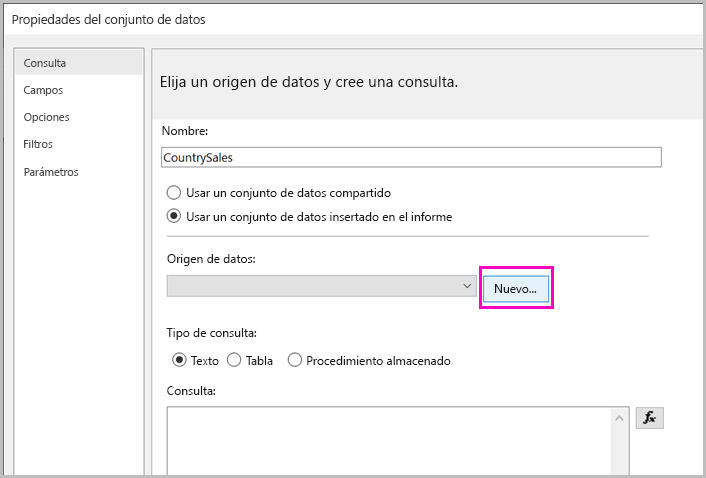 Propiedades del conjunto de datos
Consulta
Campos
Opciones
Filtros
Parámetros
Elija un origen de datos y cree una consulta.
Nombre:
CountrySales
Usar un conjunto de datos compartido
Usar un conjunto de datos insertado en el informe
Origen de datos:
Nuevo...
Tipo de consulta:
Texto Tabla Procedimiento almacenado
Consulta:
fx